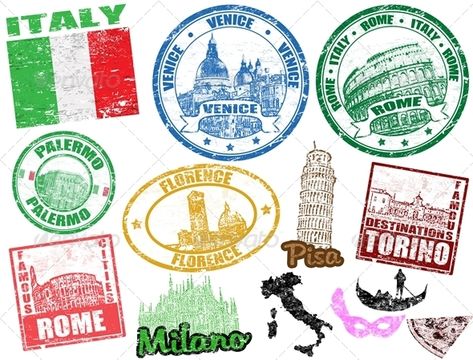 ITALY
VENICE · VENICE · VENICE
VENICE
ITALY · ROME · ITALY · ROME
ROME
PALERMO
PALERMO
FLORENCE
FLORENCE
Pisa
FAMOUS
DESTINATIONS
TORINO
FAMOUS
CITIES
ROME
Milano